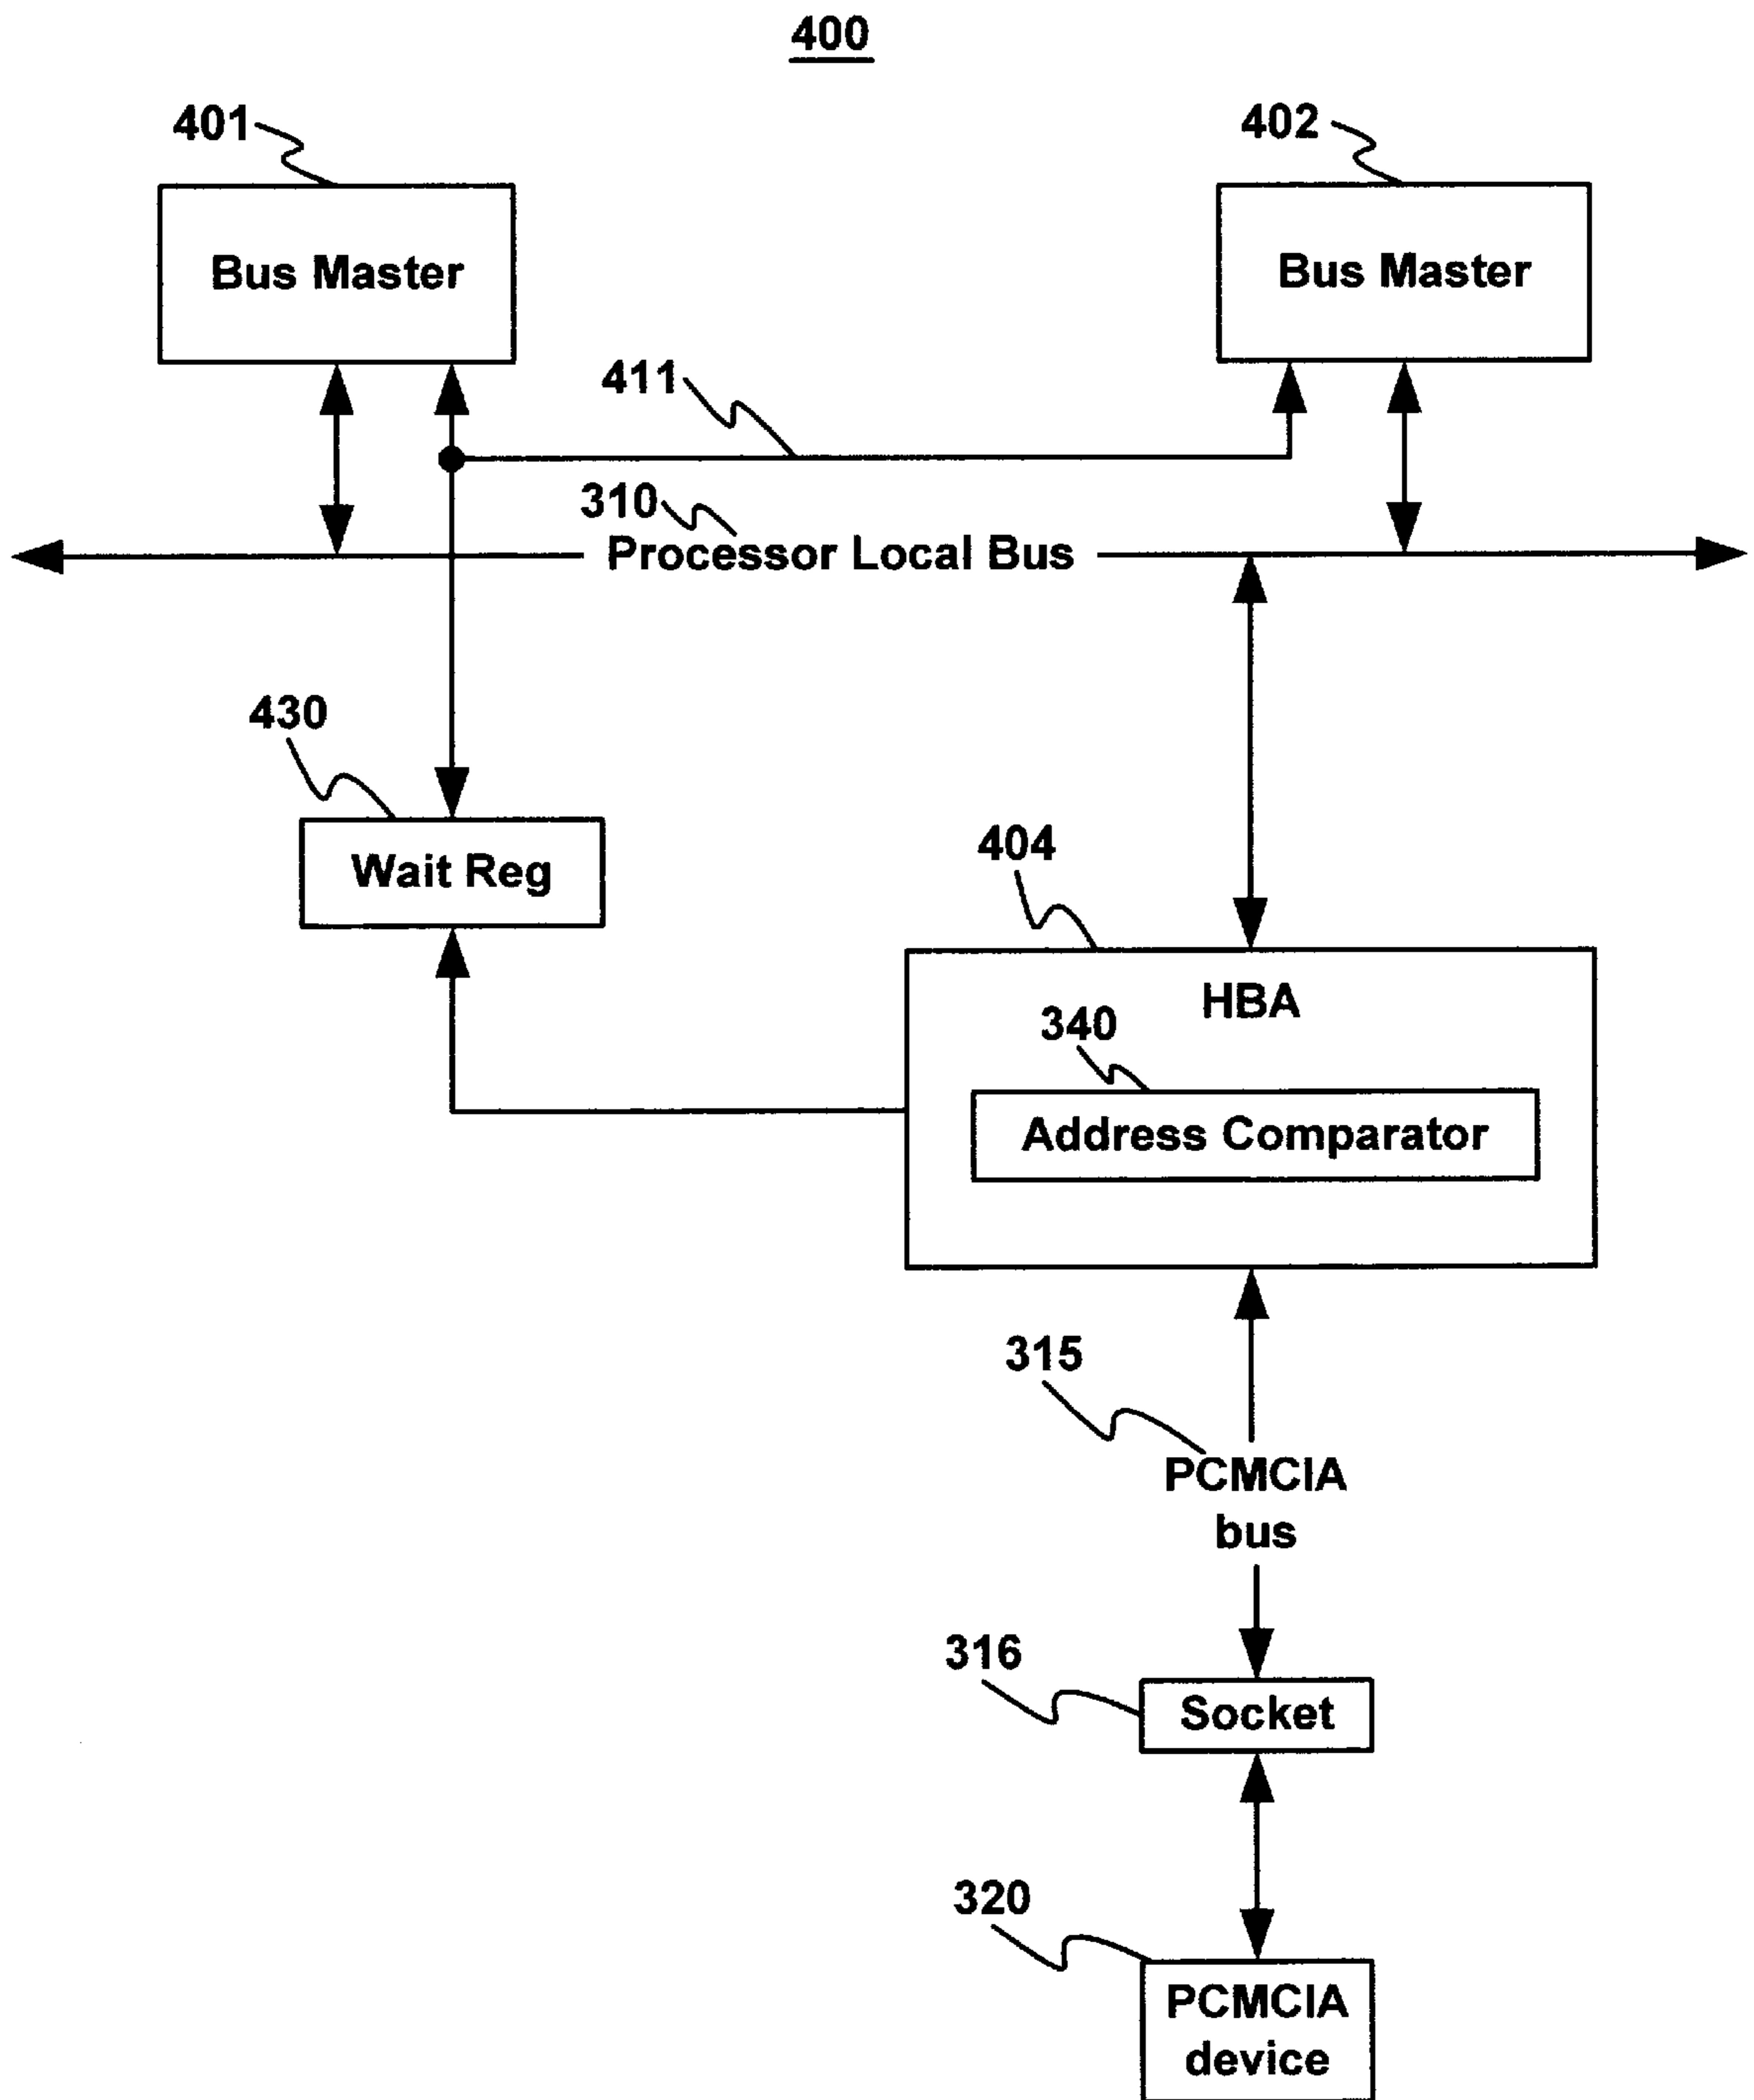 400
401
402
Bus Master
Bus Master
411
310
Processor Local Bus
430
Wait Reg
404
HBA
340
Address Comparator
315
PCMCIA
bus
316
Socket
320
PCMCIA
device